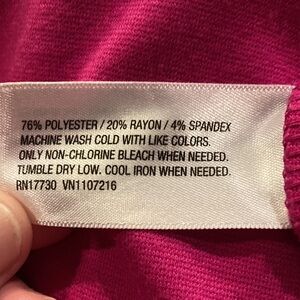 76% POLYESTER / 20% RAYON / 4% SPANDEX
MACHINE WASH COLD WITH LIKE COLORS.
ONLY NON-CHLORINE BLEACH WHEN NEEDED.
TUMBLE DRY LOW. COOL IRON WHEN NEEDED.
RN17730 VN1107216